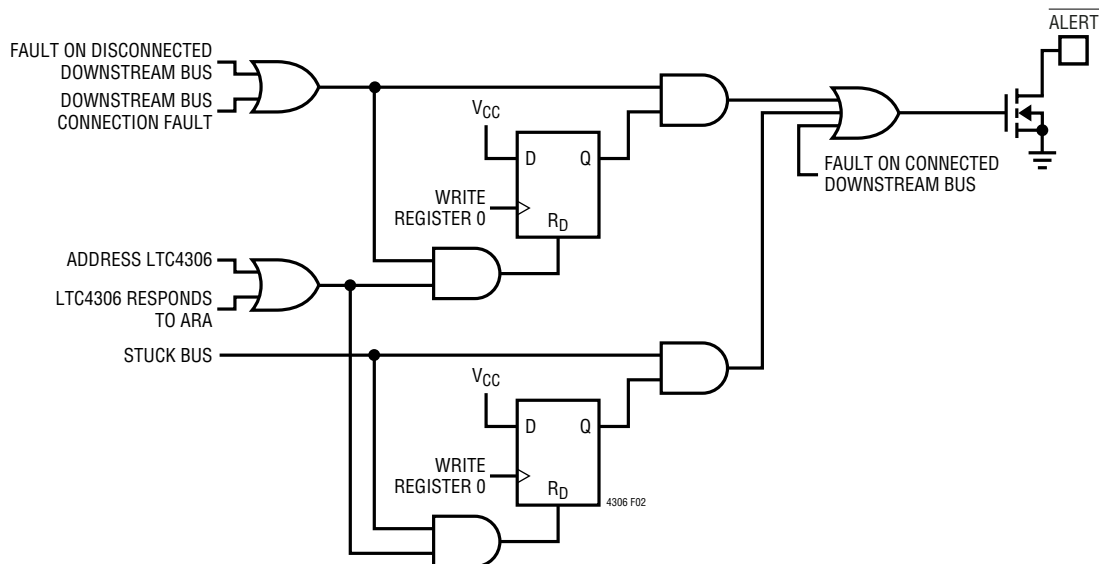 ALERT
FAULT ON DISCONNECTED
DOWNSTREAM BUS
DOWNSTREAM BUS
CONNECTION FAULT
VCC
D
Q
WRITE
REGISTER 0
RD
FAULT ON CONNECTED
DOWNSTREAM BUS
ADDRESS LTC4306
LTC4306 RESPONDS
TO ARA
STUCK BUS
VCC
D
Q
WRITE
REGISTER 0
RD
4306 F02